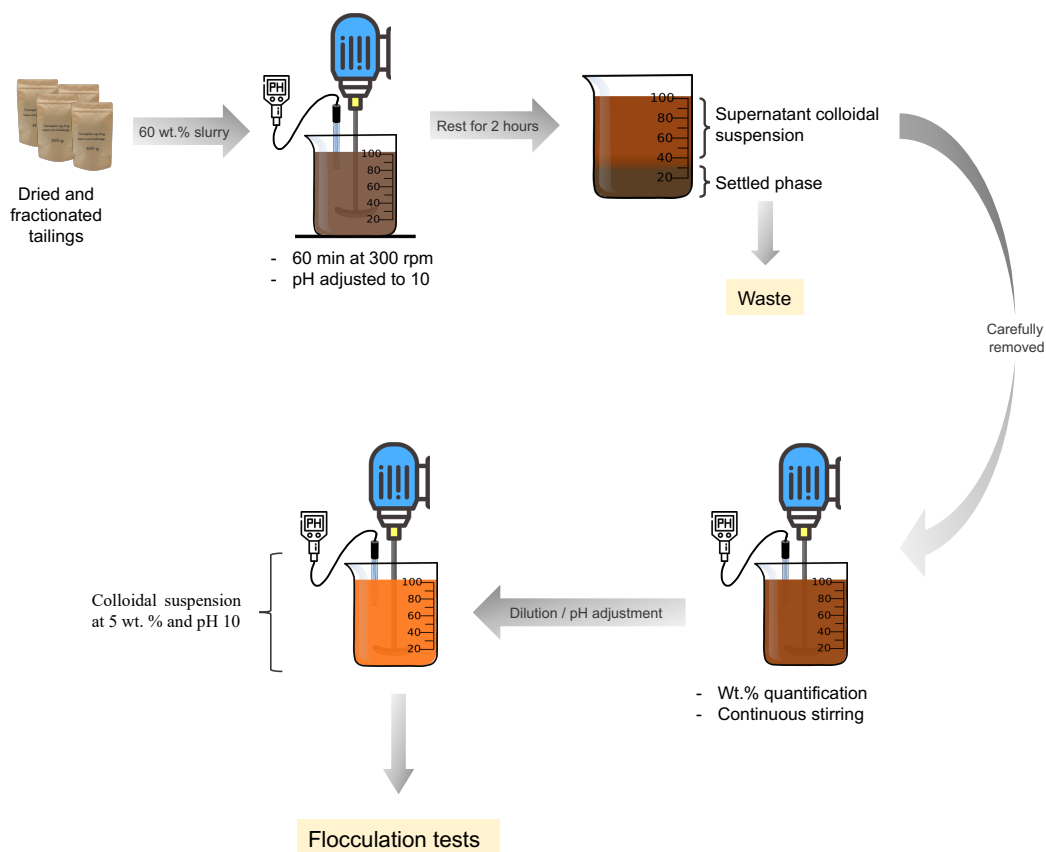 Dried and
fractionated
tailings
60 wt.% slurry
PH
100
80
60
40
20
- 60 min at 300 rpm
- pH adjusted to 10
Rest for 2 hours
100
80
60
40
20
Supernatant colloidal
suspension
Settled phase
Waste
Carefully
removed
PH
100
80
60
40
20
- Wt.% quantification
- Continuous stirring
Dilution / pH adjustment
PH
100
80
60
40
20
Colloidal suspension
at 5 wt. % and pH 10
Flocculation tests